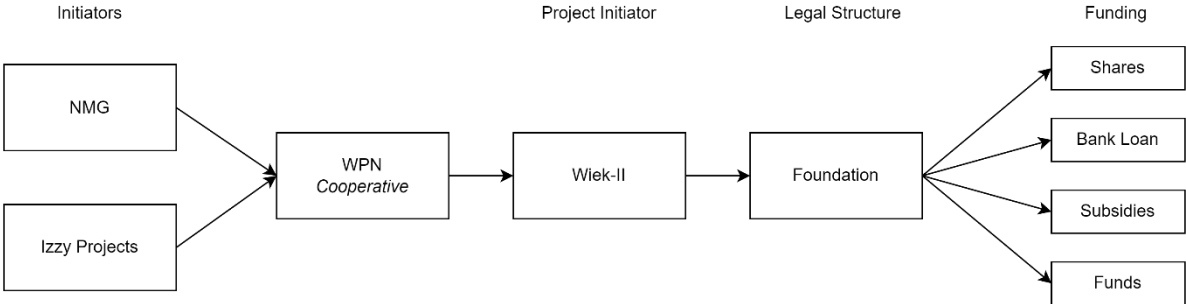 Initiators
Project Initiator
Legal Structure
Funding
NMG
Izzy Projects
WPN
Cooperative
Wiek-II
Foundation
Shares
Bank Loan
Subsidies
Funds